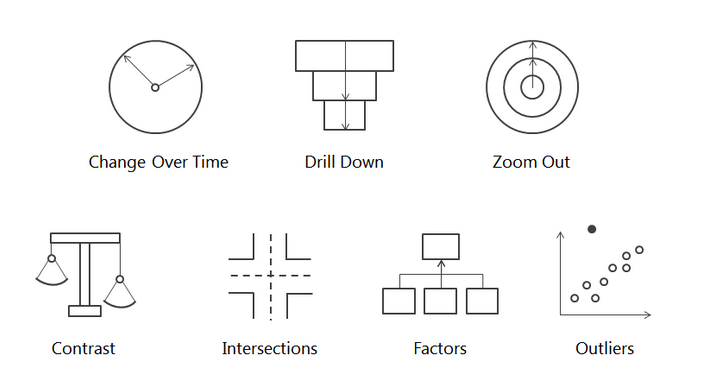 Change Over Time
Drill Down
Zoom Out
Contrast
Intersections
Factors
Outliers